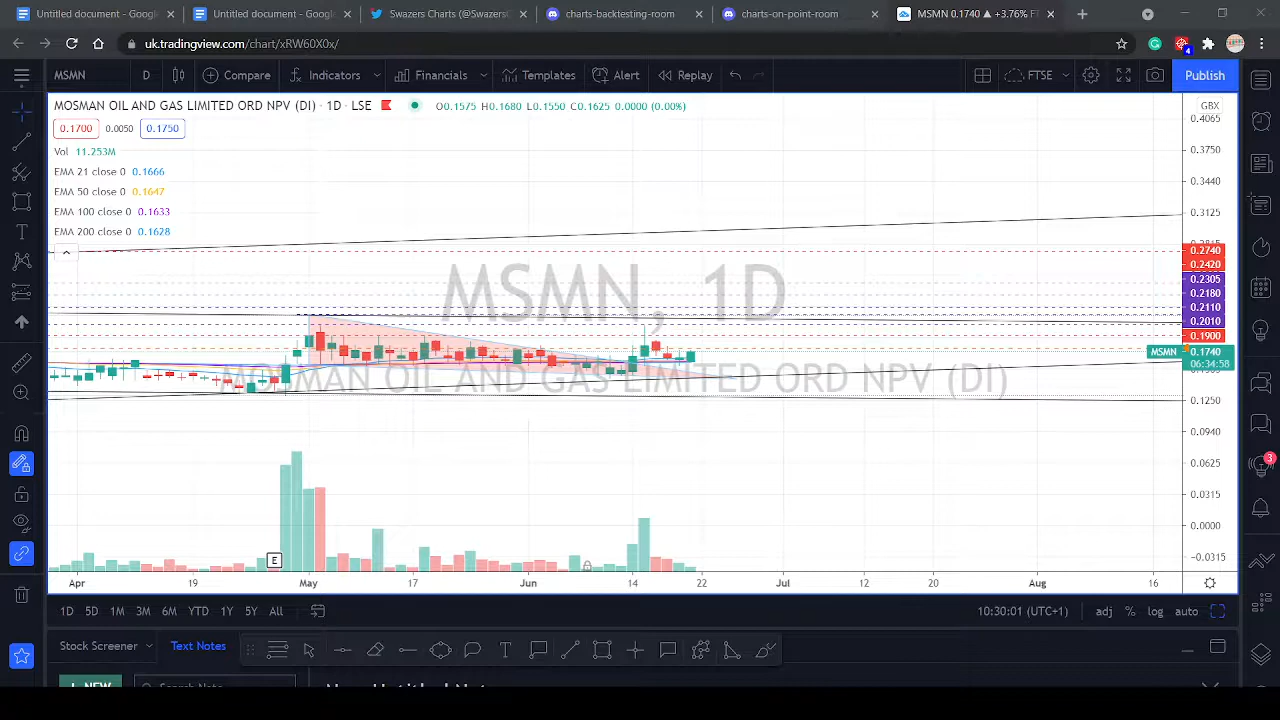 Untitled document - Google
Untitled document - Google
Swazers Charts (@Swazers
charts-backtesting-room
charts-on-point-room
MSMN 0.1740 ▲ +3.76% FT
uk.tradingview.com/chart/xRW60X0x/
4
MSMN
D
Compare
Indicators
Financials
Templates
Alert
Replay
FTSE
Publish
MOSMAN OIL AND GAS LIMITED ORD NPV (DI) · 1D · LSE
O0.1575 H0.1680 L0.1550 C0.1625 0.0000 (0.00%)
GBX
0.4065
0.1700
0.0050
0.1750
Vol 11.253M
0.3750
EMA 21 close 0 0.1666
0.3440
EMA 50 close 0 0.1647
EMA 100 close 0 0.1633
0.3125
EMA 200 close 0 0.1628
0.2740
0.2420
0.2305
0.2180
0.2110
0.2010
0.1900
MSMN, 1D
MSMN
0.1740
06:34:58
MOSMAN OIL AND GAS LIMITED ORD NPV (DI)
0.1250
0.0940
0.0625
0.0315
0.0000
−0.0315
3
E
Apr
19
May
17
Jun
14
22
Jul
12
20
Aug
16
1D
5D
1M
3M
6M
YTD
1Y
5Y
All
10:30:01 (UTC+1)
adj
%
log
auto
Stock Screener
Text Notes
NEW
Search Note